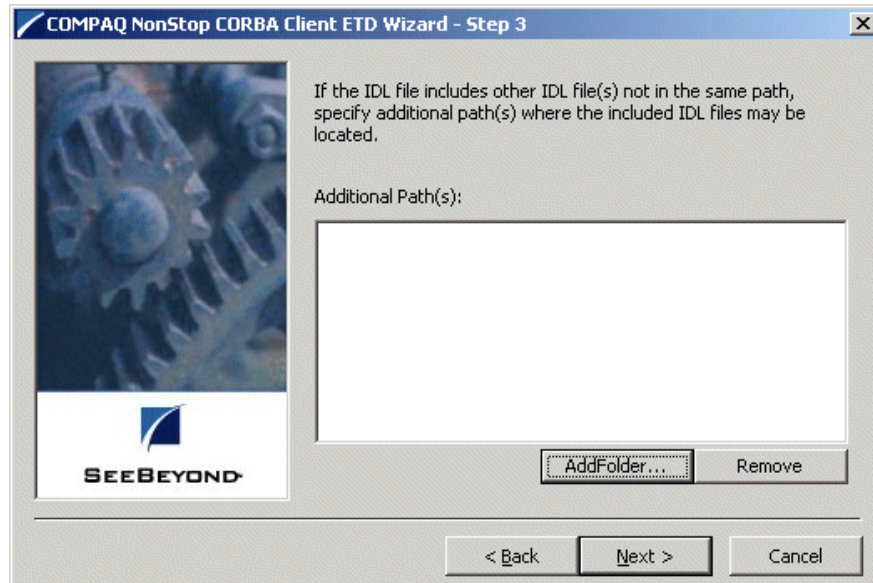 COMPAQ NonStop CORBA Client ETD Wizard - Step 3
If the IDL file includes other IDL file(s) not in the same path,
specify additional path(s) where the included IDL files may be
located.
Additional Path(s):
SEEBEYOND
AddFolder...
Remove
< Back
Next >
Cancel